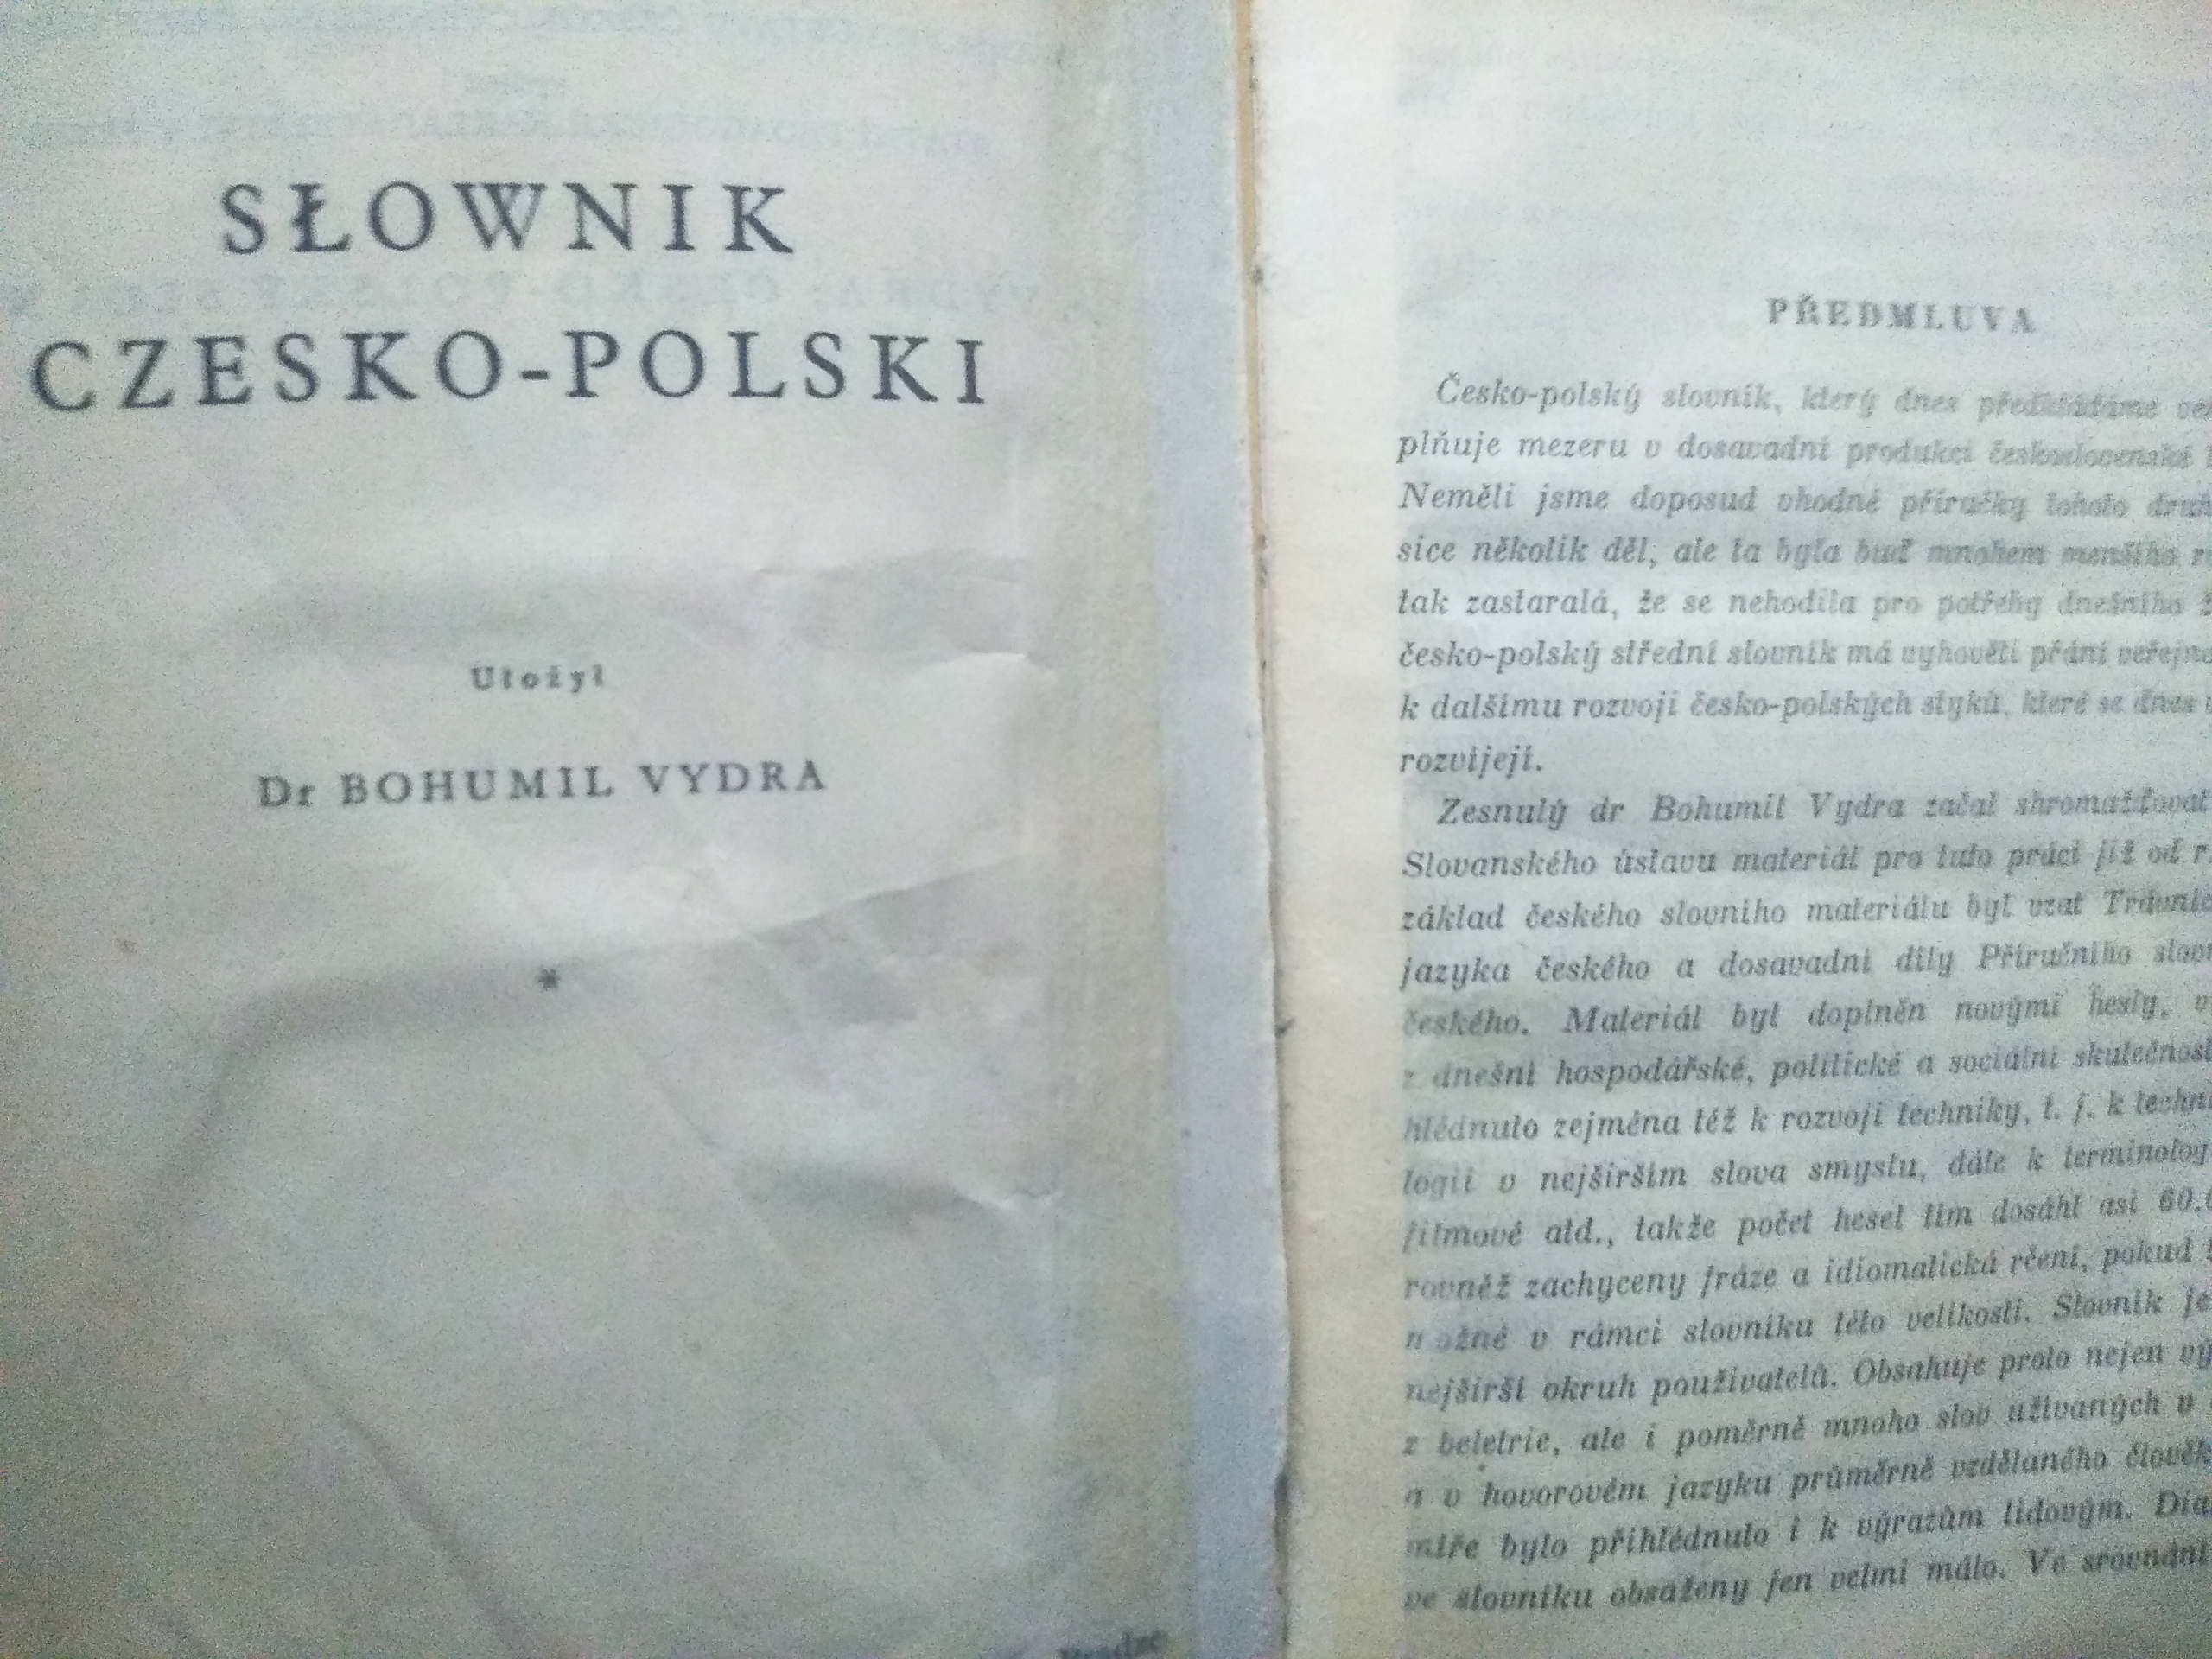 SŁOWNIK
CZESKO-POLSKI
Ułożył
Dr BOHUMIL VYDRA
*
PŘEDMLUVA
Česko-polský slovník, který dnes předkládáme
plňuje mezeru v dosavadní produkci československé
Neměli jsme doposud vhodné příručky tohoto
sice několik děl, ale ta byla buď mnohem menšího
tak zastaralá, že se nehodila pro potřeby dnešního
česko-polský střední slovník má vyhověti přání
k dalšímu rozvoji česko-polských styků, které se dnes
rozvíjejí.
Zesnulý dr Bohumil Vydra začal shromažďovat
Slovanského ústavu materiál pro tuto práci již od r.
základ českého slovního materiálu byl vzat
jazyka českého a dosavadní díly Příručního
českého. Materiál byl doplněn novými hesly,
z dnešní hospodářské, politické a sociální
hlédnuto zejména též k rozvoji techniky, t. j. k
logii v nejširším slova smyslu, dále k
filmové atd., takže počet hesel tím dosáhl asi
rovněž zachyceny fráze a idiomatická rčení, pokud
možné v rámci slovníku této velikosti. Slovník je
nejširší okruh používatelů. Obsahuje proto nejen
z beletrie, ale i poměrně mnoho slov užívaných v
a v hovorovém jazyku průměrně vzdělaného
míře bylo přihlédnuto i k výrazům lidovým.
ve slovníku obsaženy jen velmi málo. Ve srovnání